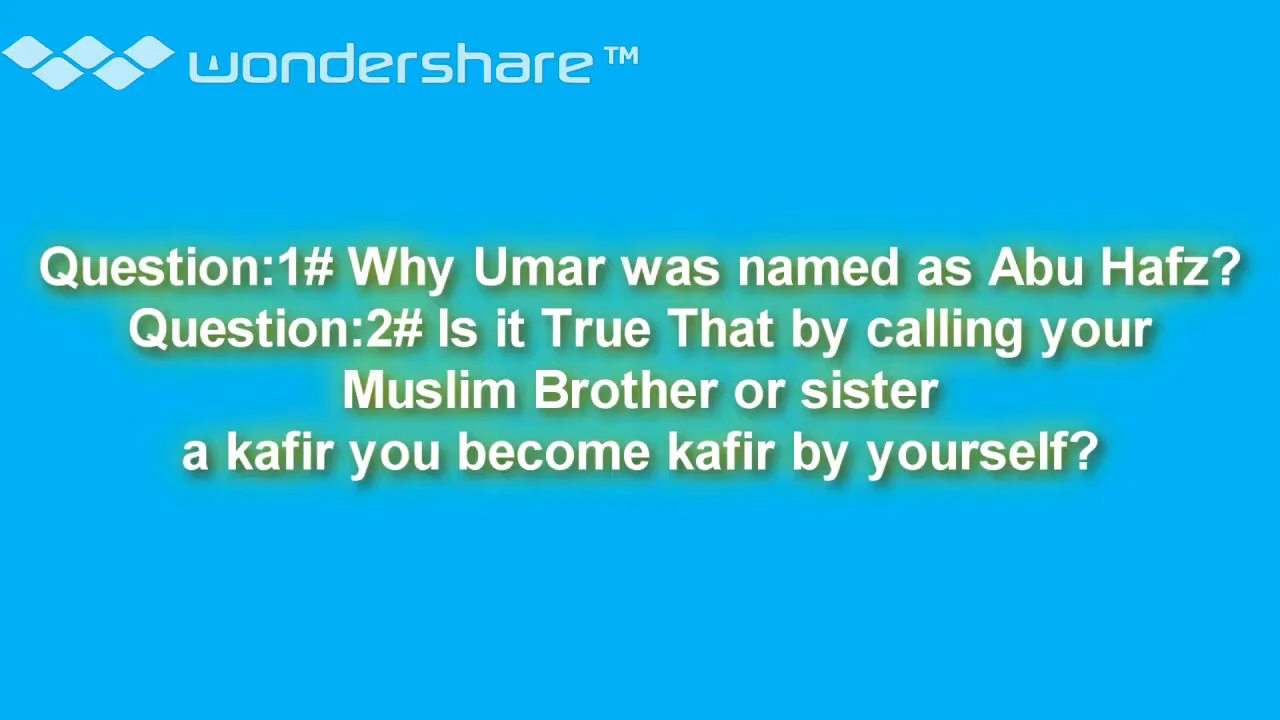 wondershare™
Question:1# Why Umar was named as Abu Hafz?
Question:2# Is it True That by calling your
Muslim Brother or sister
a kafir you become kafir by yourself?